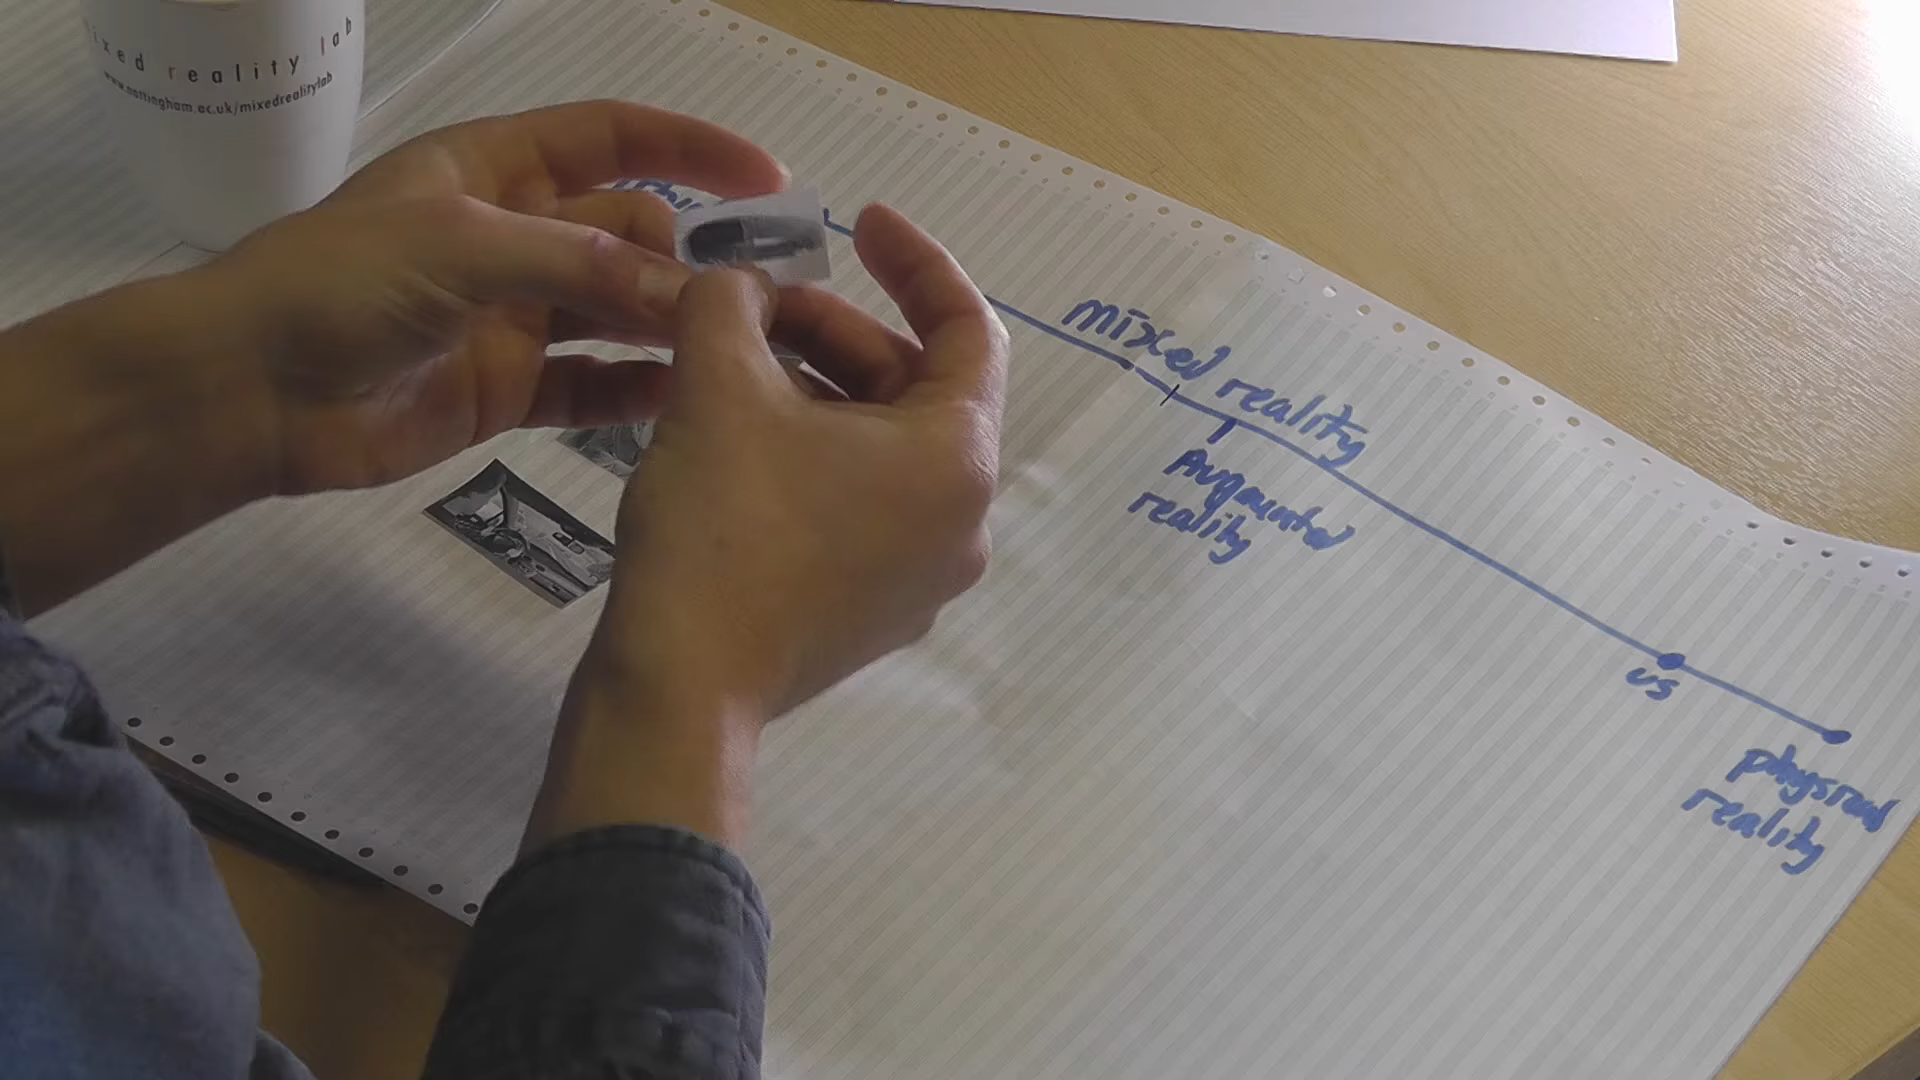 mixed reality lab
www.nottingham.ac.uk/mixedrealitylab
mixed reality
Augmented
reality
us
physical
reality